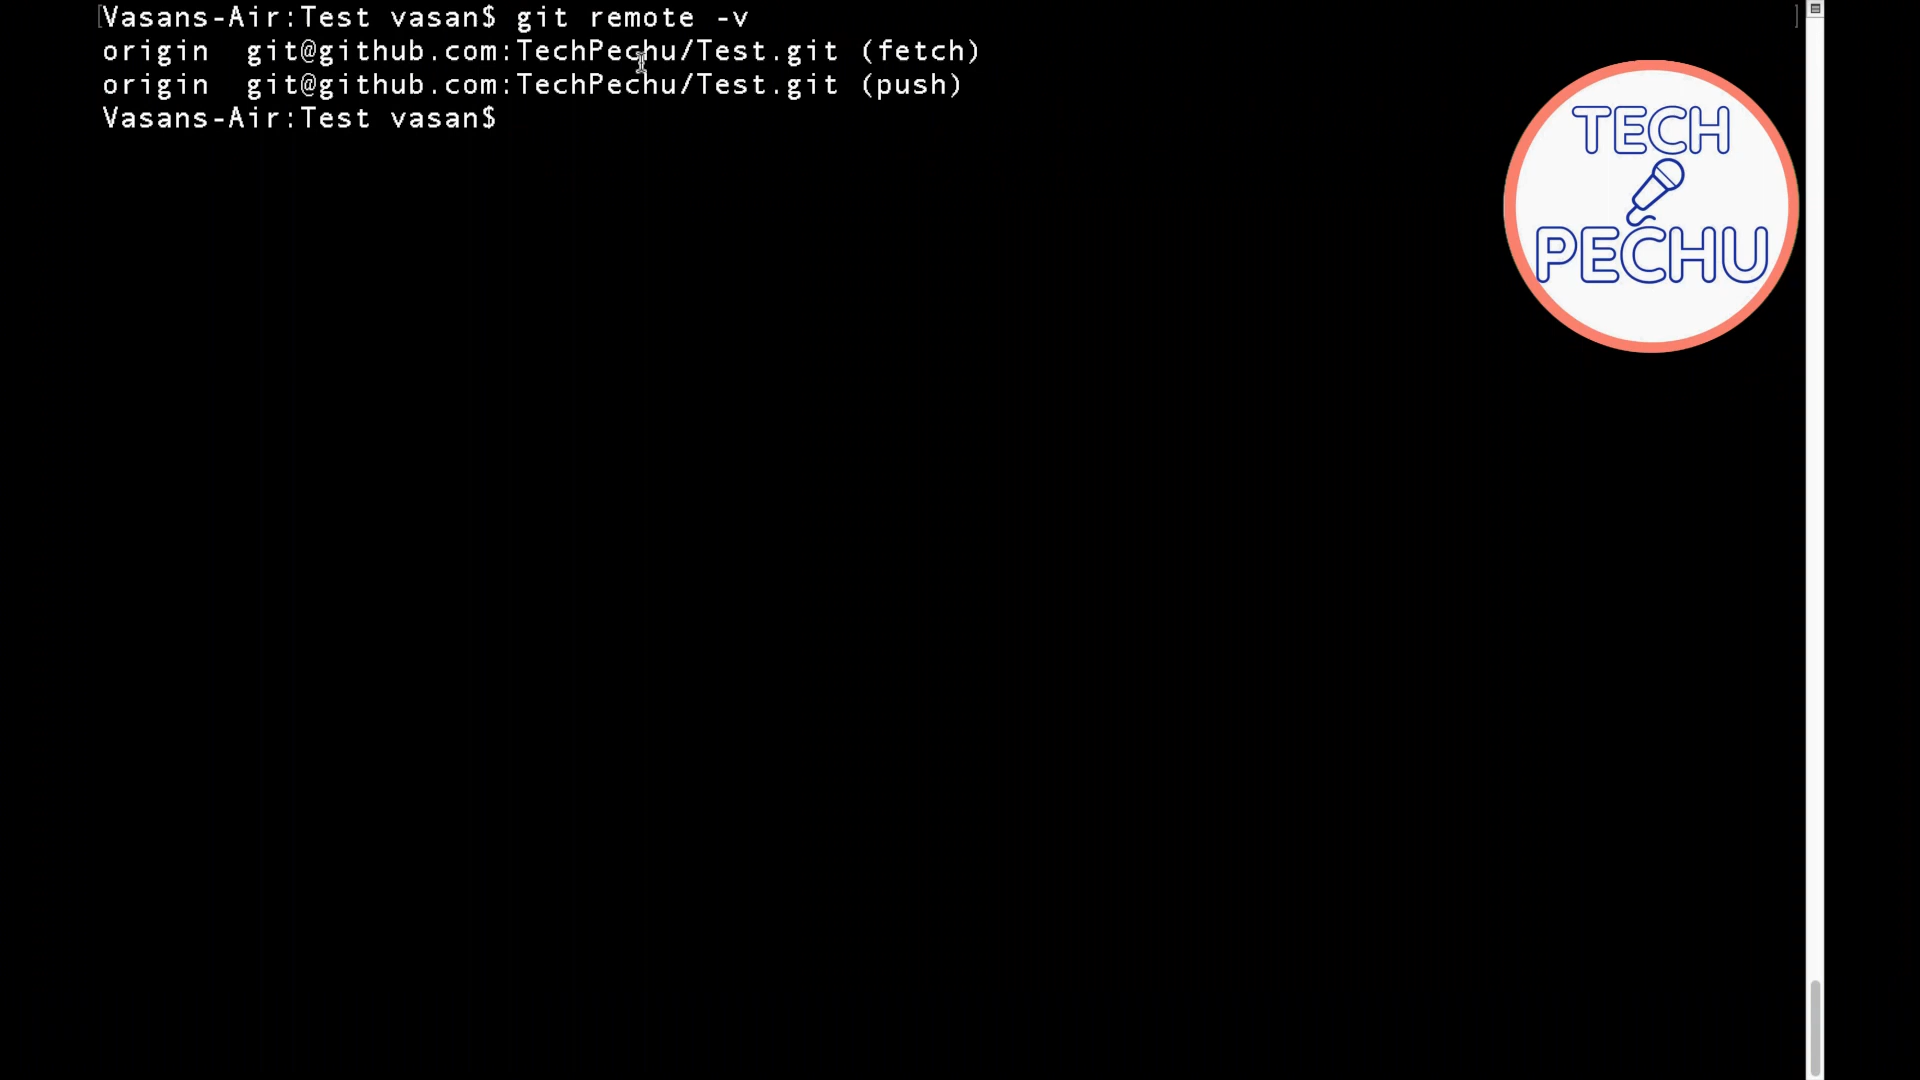 Vasans-Air:Test vasan$ git remote -v
origin  git@github.com:TechPechu/Test.git (fetch)
origin  git@github.com:TechPechu/Test.git (push)
Vasans-Air:Test vasan$
TECH
PECHU